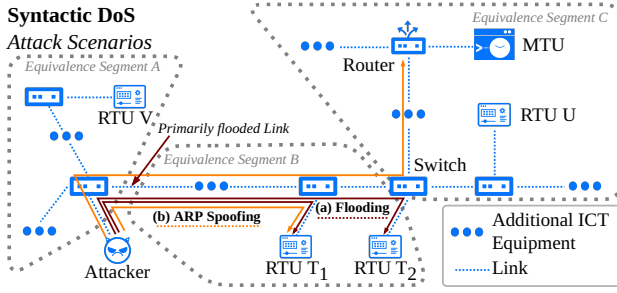 Syntactic DoS
Attack Scenarios
Equivalence Segment A
Equivalence Segment C
MTU
Router
RTU V
RTU U
Primarily flooded Link
Equivalence Segment B
Switch
(a) Flooding
(b) ARP Spoofing
Attacker
RTU T1
RTU T2
Additional ICT
Equipment
Link